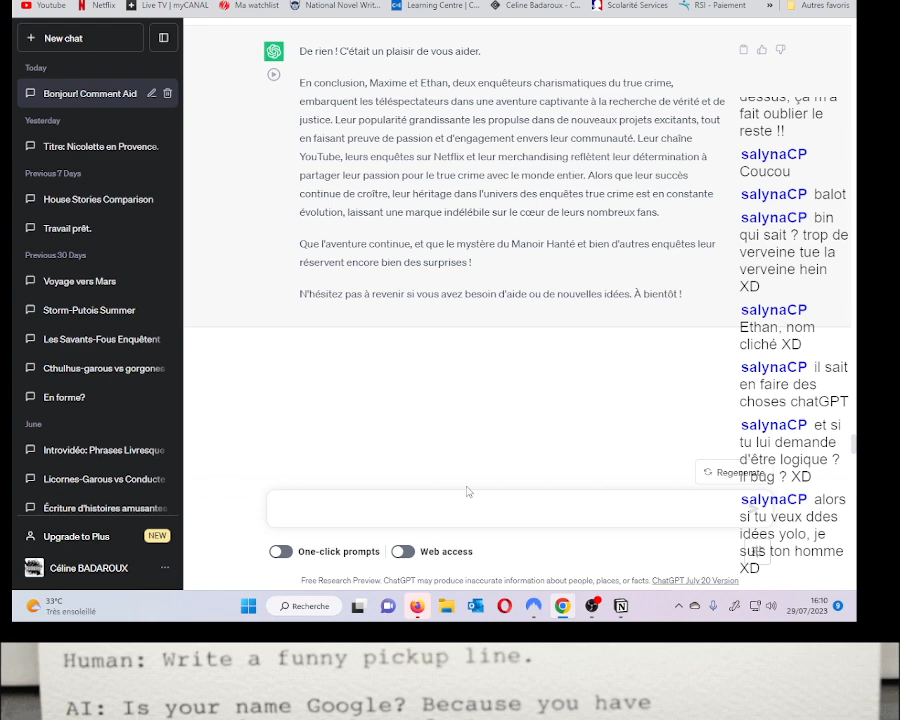 Youtube
Netflix
Live TV | myCANAL
Ma watchlist
National Novel Writ...
Learning Centre | C...
Celine Badaroux - C...
Scolarité Services
RSI - Paiement
»
Autres favoris
+ New chat
Today
Bonjour! Comment Aid
Yesterday
Titre: Nicolette en Provence.
Previous 7 Days
House Stories Comparison
Travail prêt.
Previous 30 Days
Voyage vers Mars
Storm-Putois Summer
Les Savants-Fous Enquêtent
Cthulhus-garous vs gorgone
En forme?
June
Introvidéo: Phrases Livresqu
Licornes-Garous vs Conducte
Écriture d'histoires amusante
Upgrade to Plus
NEW
Céline BADAROUX
...
De rien ! C'était un plaisir de vous aider.
En conclusion, Maxime et Ethan, deux enquêteurs charismatiques du true crime,
embarquent les téléspectateurs dans une aventure captivante à la recherche de vérité et de
justice. Leur popularité grandissante les propulse dans de nouveaux projets excitants, tout
en faisant preuve de passion et d'engagement envers leur communauté. Leur chaîne
YouTube, leurs enquêtes sur Netflix et leur merchandising reflètent leur détermination à
partager leur passion pour le true crime avec le monde entier. Alors que leur succès
continue de croître, leur héritage dans l'univers des enquêtes true crime est en constante
évolution, laissant une marque indélébile sur le cœur de leurs nombreux fans.
Que l'aventure continue, et que le mystère du Manoir Hanté et bien d'autres enquêtes leur
réservent encore bien des surprises !
N'hésitez pas à revenir si vous avez besoin d'aide ou de nouvelles idées. À bientôt !
Regenerate
One-click prompts
Web access
Free Research Preview. ChatGPT may produce inaccurate information about people, places, or facts. ChatGPT July 20 Version
dessus, ça m'a
fait oublier le
reste !!
salynaCP
Coucou
salynaCP balot
salynaCP bin
qui sait ? trop de
verveine tue la
verveine hein
XD
salynaCP
Ethan, nom
cliché XD
salynaCP il sait
en faire des
choses chatGPT
salynaCP et si
tu lui demande
d'être logique ?
il bug ? XD
salynaCP alors
si tu veux ddes
idées yolo, je
suis ton homme
XD
33°C
Très ensoleillé
Recherche
16:10
29/07/2023
9
Human: Write a funny pickup line.
AI: Is your name Google? Because you have